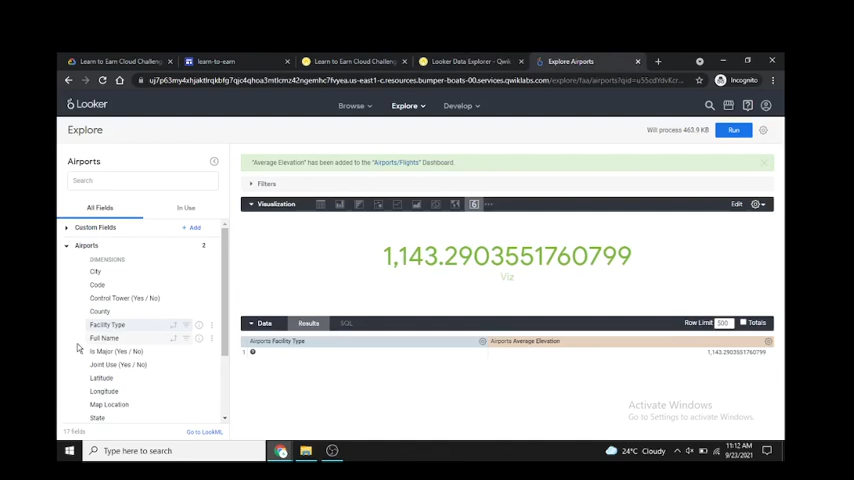 Learn to Earn Cloud Challeng
learn-to-earn
Learn to Earn Cloud Challenge
Looker Data Explorer - Qwik
Explore Airports
Incognito
Looker
Browse
Explore
Develop
Explore
Will process 463.9 KB
Run
Airports
"Average Elevation" has been added to the "Airports/Flights" Dashboard.
Search
Filters
All Fields
In Use
Visualization
Edit
Custom Fields
+ Add
Airports
2
DIMENSIONS
City
Code
Control Tower (Yes / No)
County
Facility Type
Full Name
Is Major (Yes / No)
Joint Use (Yes / No)
Latitude
Longitude
Map Location
State
17 fields
Go to LookML
1,143.2903551760799
Viz
Data
Results
SQL
Row Limit
500
Totals
Airports Facility Type
Airports Average Elevation
1
1,143.2903551760799
Activate Windows
Go to Settings to activate Windows.
Type here to search
24°C Cloudy
11:12 AM
9/23/2021